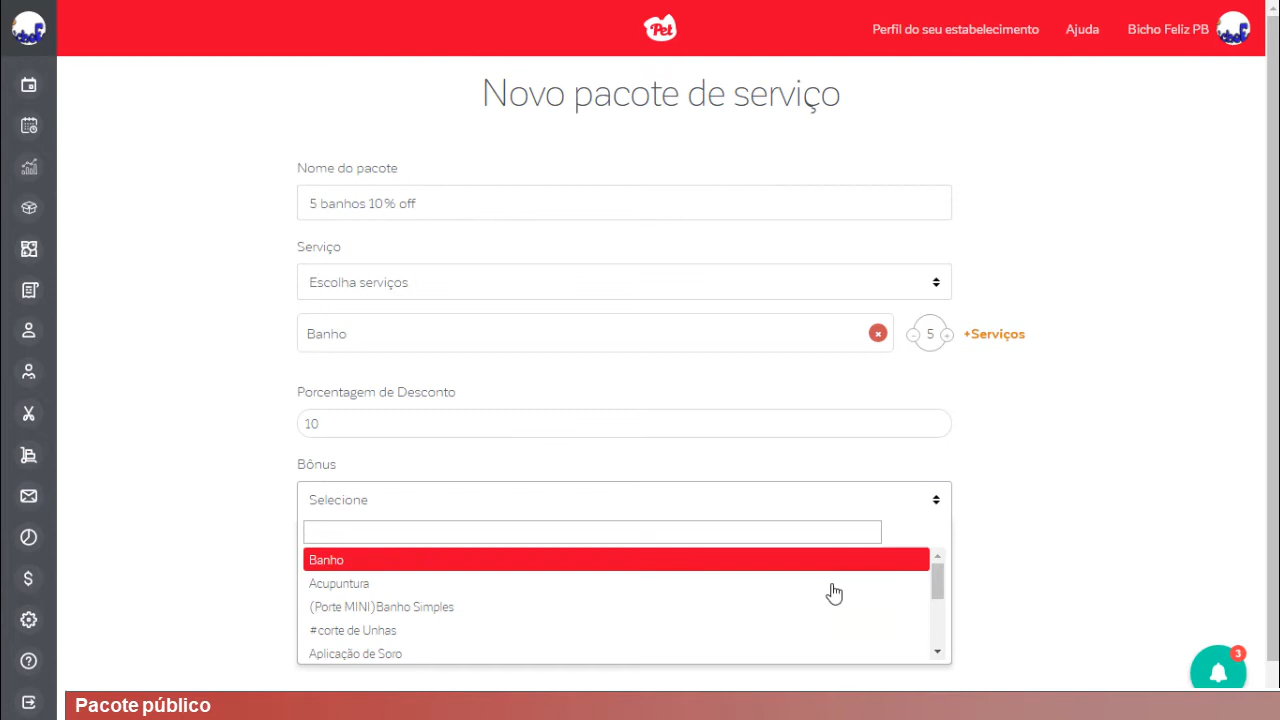 Pet
Perfil do seu estabelecimento
Ajuda
Bicho Feliz PB
Novo pacote de serviço
Nome do pacote
5 banhos 10% off
Serviço
Escolha serviços
Banho
5
+Serviços
Porcentagem de Desconto
10
Bônus
Selecione
Banho
Acupuntura
(Porte MINI)Banho Simples
#corte de Unhas
Aplicação de Soro
3
Pacote público